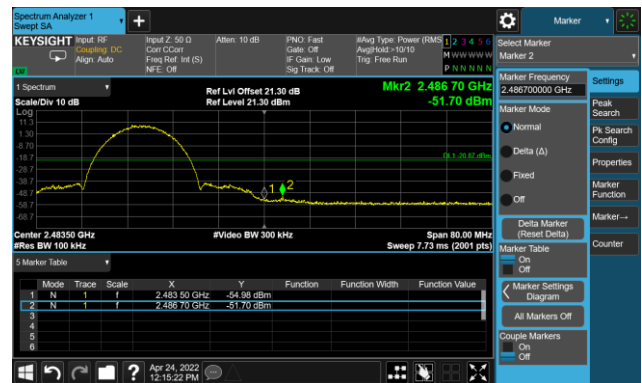 Spectrum Analyzer 1
Swept SA
Marker
KEYSIGHT
Input: RF
Coupling: DC
Align: Auto
Input Z: 50 Ω
Corr CCorr
Freq Ref: Int (S)
NFE: Off
Atten: 10 dB
PNO: Fast
Gate: Off
IF Gain: Low
Sig Track: Off
#Avg Type: Power (RMS
Avg|Hold:>10/10
Trig: Free Run
1 2 3 4 5 6
M W W W W W
P N N N N N
LW
Select Marker
Marker 2
1 Spectrum
Scale/Div 10 dB
Log
Ref Lvl Offset 21.30 dB
Ref Level 21.30 dBm
Mkr2 2.486 70 GHz
-51.70 dBm
11.3
1.30
-8.70
-18.7
-28.7
-38.7
-48.7
-58.7
-68.7
DL1 -20.87 dBm
1
2
Center 2.48350 GHz
#Res BW 100 kHz
#Video BW 300 kHz
Span 80.00 MHz
Sweep 7.73 ms (2001 pts)
5 Marker Table
Mode Trace Scale X Y Function Function Width Function Value
1 N 1 f 2.483 50 GHz -54.98 dBm
2 N 1 f 2.486 70 GHz -51.70 dBm
3
4
5
6
Marker Frequency
2.486700000 GHz
Marker Mode
Normal
Delta (Δ)
Fixed
Off
Delta Marker
(Reset Delta)
Marker Table
On
Off
Marker Settings
Diagram
All Markers Off
Couple Markers
On
Off
Settings
Peak
Search
Pk Search
Config
Properties
Marker
Function
Marker→
Counter
?
Apr 24, 2022
12:15:22 PM